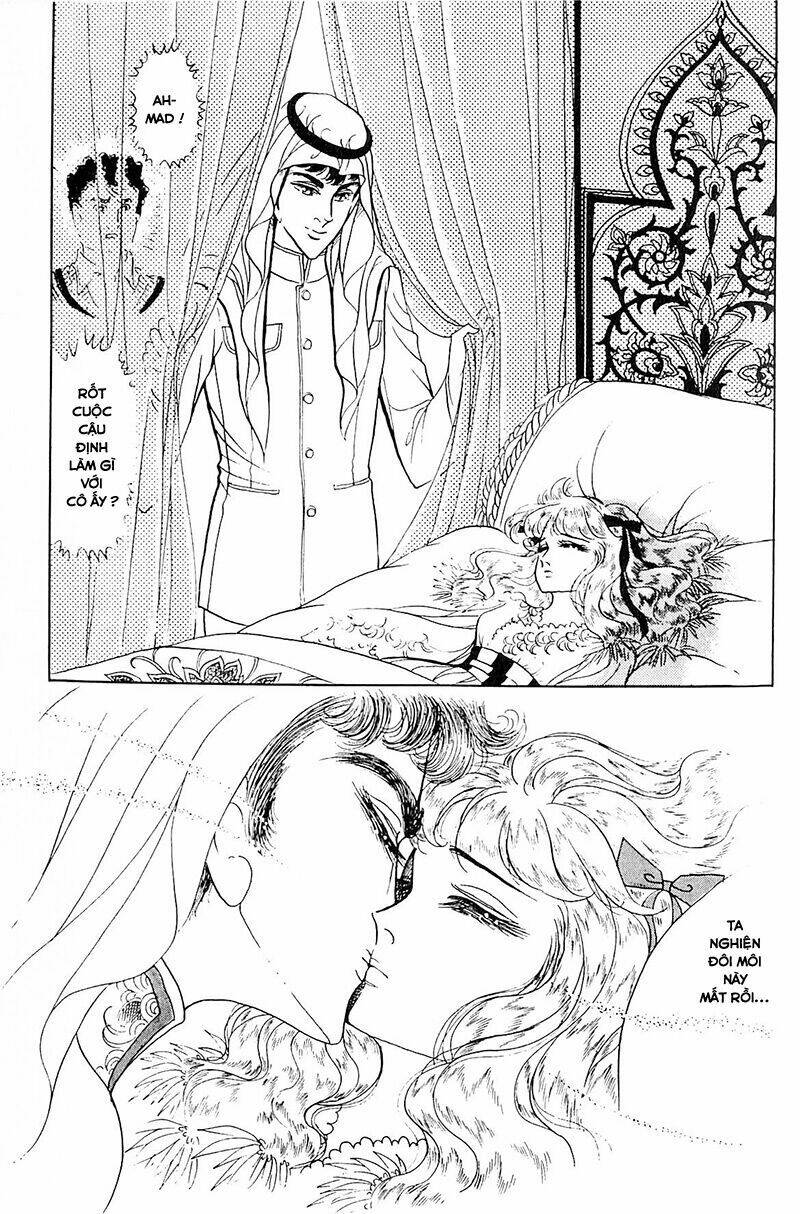 AH-
MAD !
RỐT
CUỘC
CẬU
ĐỊNH
LÀM GÌ
VỚI
CÔ ẤY ?
TA
NGHIỆN
ĐÔI MÔI
NÀY
MẤT RỒI...